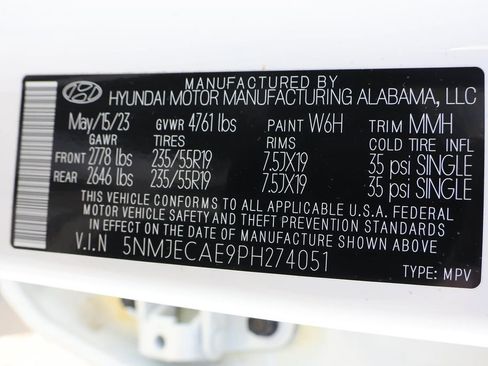 MANUFACTURED BY
HYUNDAI MOTOR MANUFACTURING ALABAMA, LLC
May/15/23 GVWR 4761 lbs PAINT W6H TRIM MMH
GAWR TIRES RIMS COLD TIRE INFL
FRONT 2778 lbs 235/55R19 7.5JX19 35 psi SINGLE
REAR 2646 lbs 235/55R19 7.5JX19 35 psi SINGLE
THIS VEHICLE CONFORMS TO ALL APPLICABLE U.S.A. FEDERAL
MOTOR VEHICLE SAFETY AND THEFT PREVENTION STANDARDS
IN EFFECT ON THE DATE OF MANUFACTURE SHOWN ABOVE
V.I.N 5NMJECAE9PH274051
TYPE: MPV